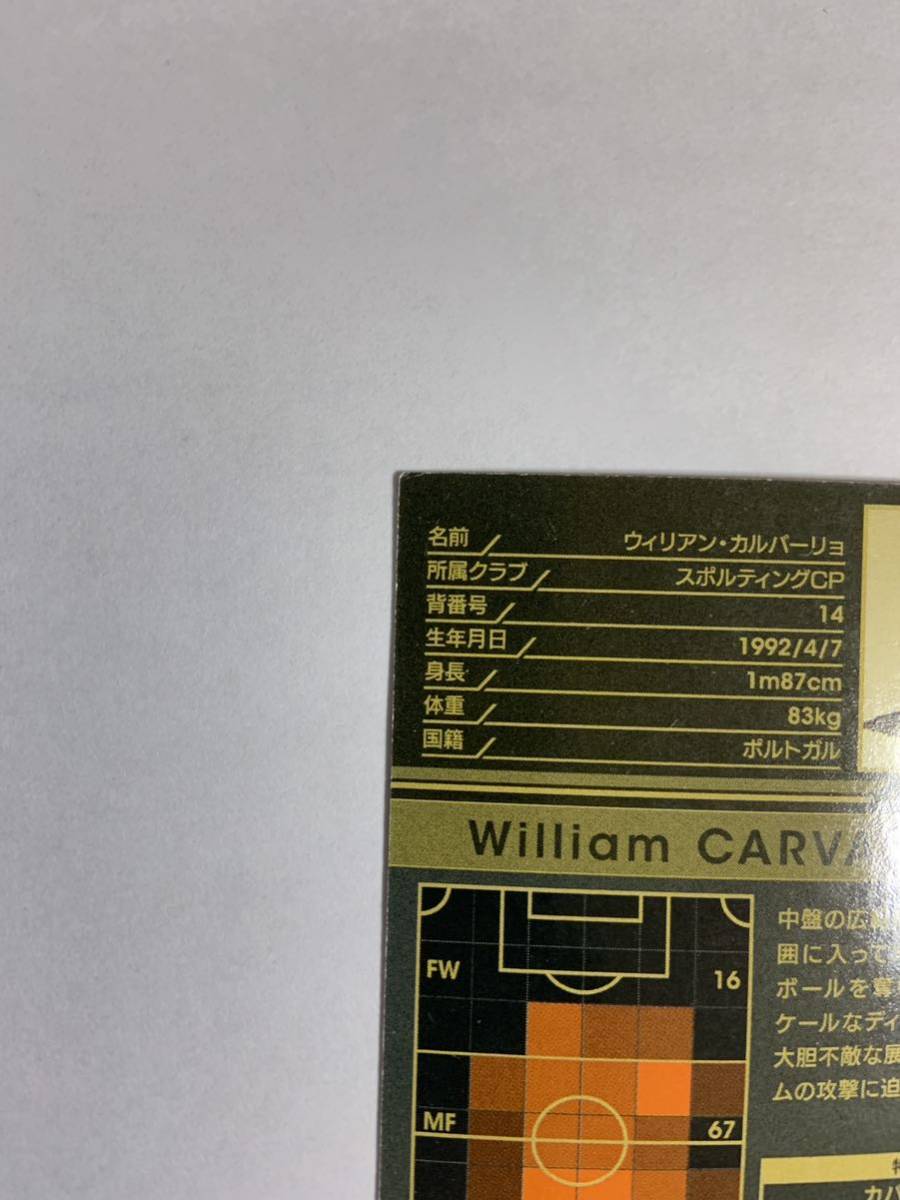 名前 ウィリアン・カルバーリョ
所属クラブ スポルティングCP
背番号 14
生年月日 1992/4/7
身長 1m87cm
体重 83kg
国籍 ポルトガル
William CARVA
FW 16
MF 67
中盤の広
囲に入って
ボールを奪
ケールなディ
大胆不敵な展
ムの攻撃に迫
カバ